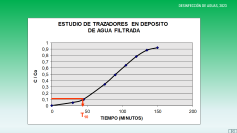 DESINFECCIÓN DE AGUAS, 2021
ESTUDIO DE TRAZADORES EN DEPOSITO
DE AGUA FILTRADA
C / Co
1
0,9
0,8
0,7
0,6
0,5
0,4
0,3
0,2
0,1
0
0
50
100
150
200
T10
TIEMPO (MINUTOS)